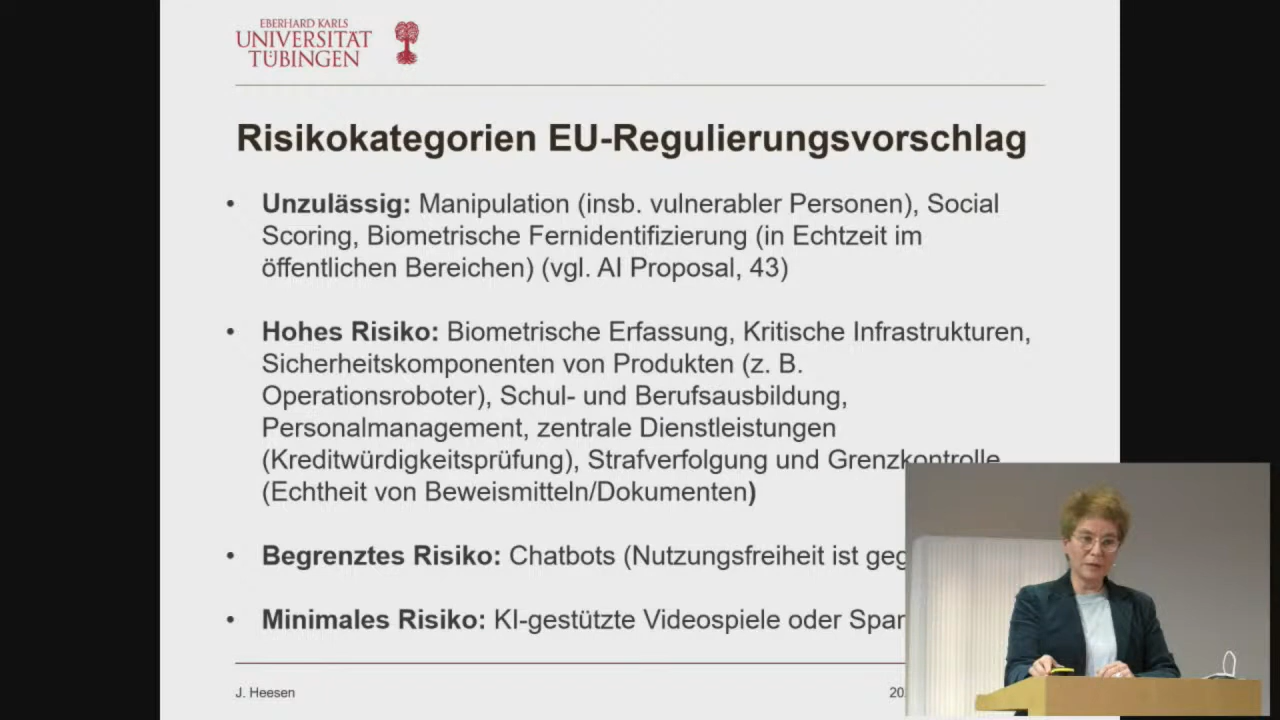 EBERHARD KARLS
UNIVERSITÄT
TÜBINGEN
Risikokategorien EU-Regulierungsvorschlag
• Unzulässig: Manipulation (insb. vulnerabler Personen), Social
Scoring, Biometrische Fernidentifizierung (in Echtzeit im
öffentlichen Bereichen) (vgl. AI Proposal, 43)
• Hohes Risiko: Biometrische Erfassung, Kritische Infrastrukturen,
Sicherheitskomponenten von Produkten (z. B.
Operationsroboter), Schul- und Berufsausbildung,
Personalmanagement, zentrale Dienstleistungen
(Kreditwürdigkeitsprüfung), Strafverfolgung und Grenzkontrolle
(Echtheit von Beweismitteln/Dokumenten)
• Begrenztes Risiko: Chatbots (Nutzungsfreiheit ist
• Minimales Risiko: KI-gestützte Videospiele oder
J. Heesen